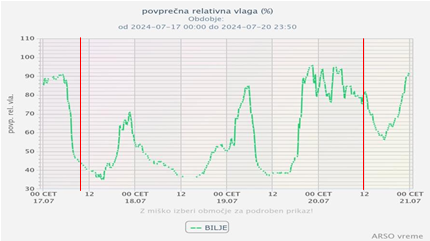 povprečna relativna vlaga (%)
Obdobje:
od 2024-07-17 00:00 do 2024-07-20 23:50
povp. rel. vla.
110
100
90
80
70
60
50
40
30
00 CET 12 00 CET 12 00 CET 12 00 CET 12 00 CET
17.07 18.07 19.07 20.07 21.07
Z miško izberi območje za podroben prikaz!
BILJE
ARSO vreme